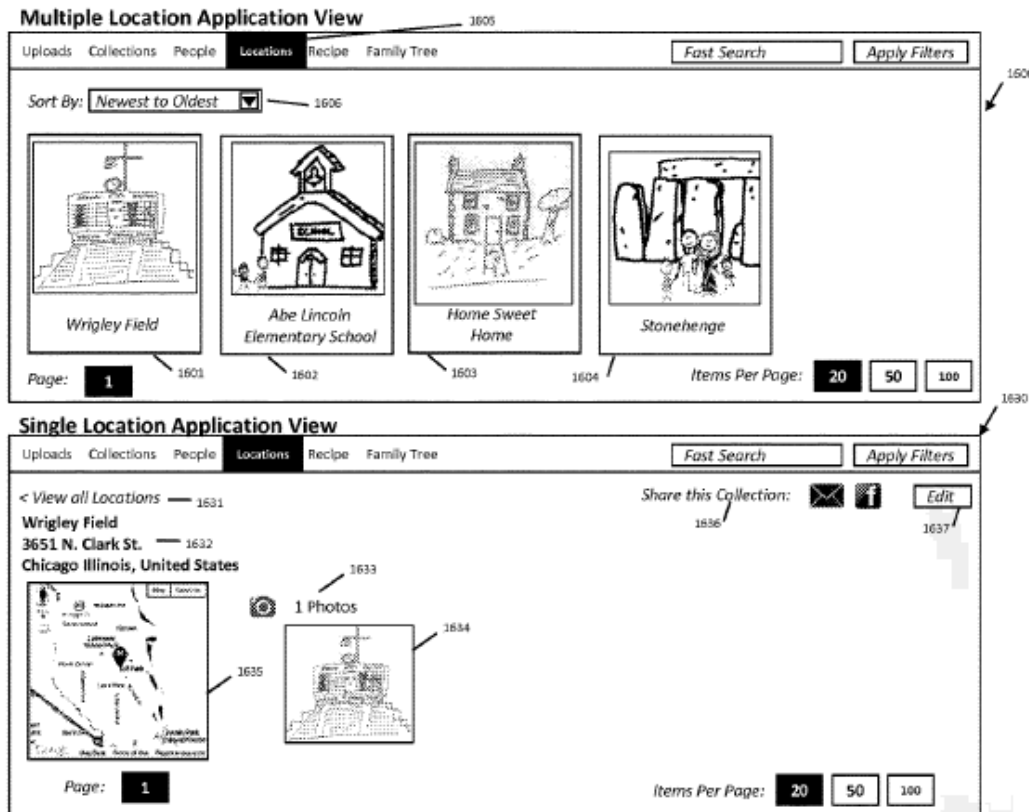 Multiple Location Application View
1605
Uploads Collections People Locations Recipe Family Tree Fast Search Apply Filters
Sort By: Newest to Oldest 1606
Wrigley Field
Abe Lincoln
Elementary School
Home Sweet
Home
Stonehenge
1601 1602 1603 1604
Page: 1 Items Per Page: 20 50 100
1630
Single Location Application View
Uploads Collections People Locations Recipe Family Tree Fast Search Apply Filters
< View all Locations 1631 Share this Collection: f Edit
1636 1637
Wrigley Field
3651 N. Clark St. 1632
Chicago Illinois, United States
1633
1 Photos
1634
1635
Page: 1 Items Per Page: 20 50 100